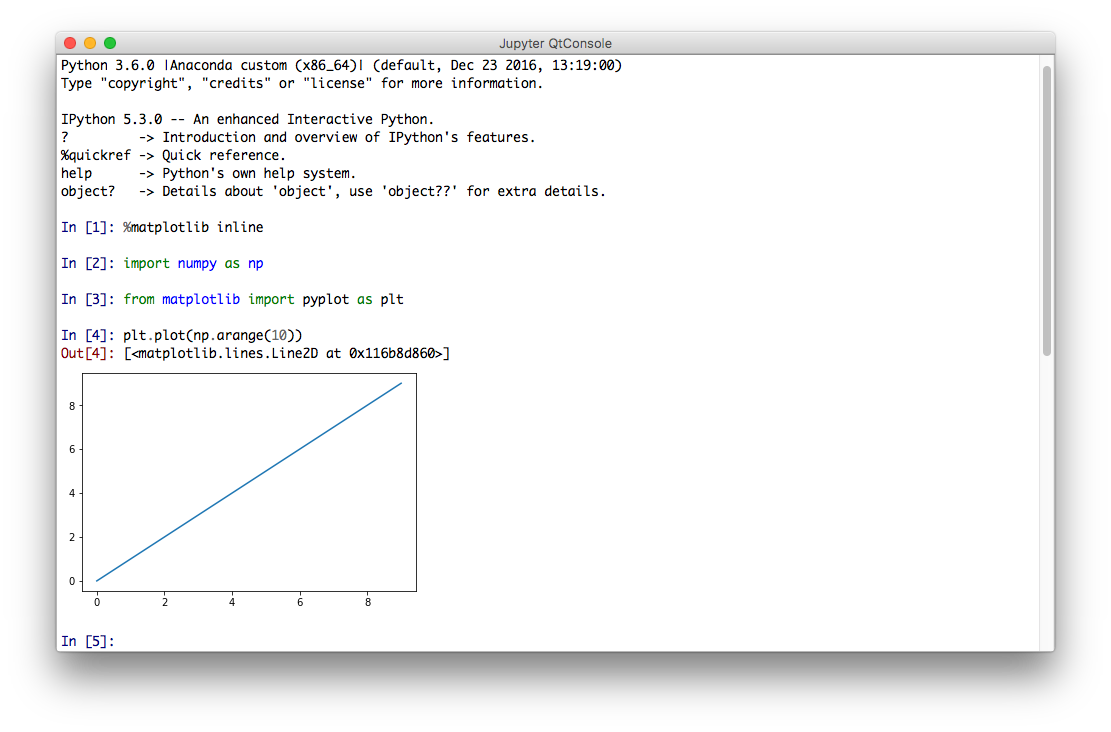 Jupyter QtConsole
Python 3.6.0 |Anaconda custom (x86_64)| (default, Dec 23 2016, 13:19:00)
Type "copyright", "credits" or "license" for more information.
IPython 5.3.0 -- An enhanced Interactive Python.
?         -> Introduction and overview of IPython's features.
%quickref -> Quick reference.
help      -> Python's own help system.
object?   -> Details about 'object', use 'object??' for extra details.
In [1]: %matplotlib inline
In [2]: import numpy as np
In [3]: from matplotlib import pyplot as plt
In [4]: plt.plot(np.arange(10))
Out[4]: [<matplotlib.lines.Line2D at 0x116b8d860>]
8
6
4
2
0
0 2 4 6 8
In [5]: